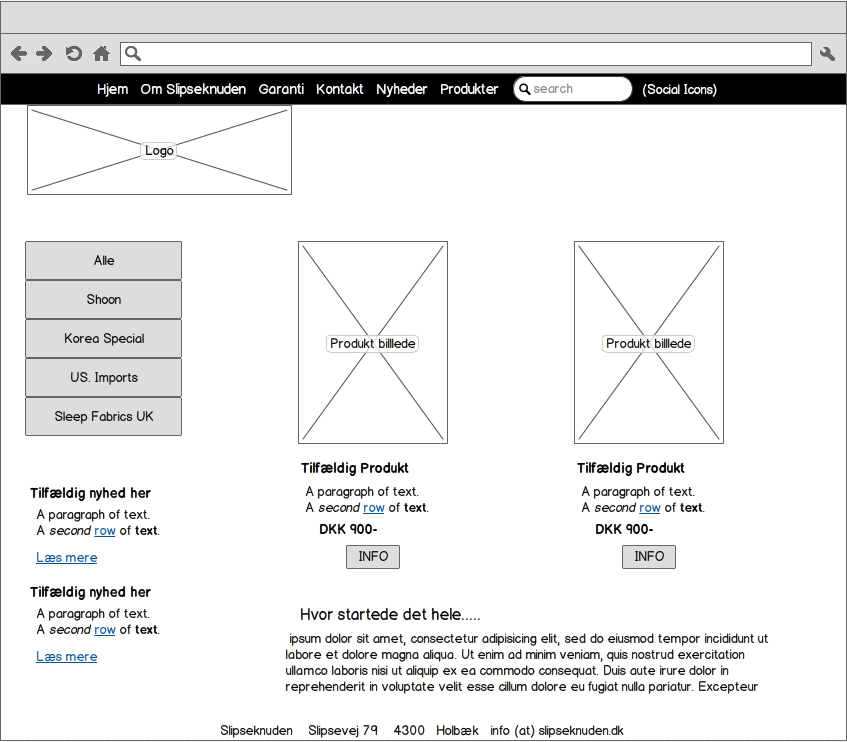 Hjem Om Slipseknuden Garanti Kontakt Nyheder Produkter search (Social Icons)
Logo
Alle
Shoon
Korea Special
US. Imports
Sleep Fabrics UK
Tilfældig nyhed her
A paragraph of text.
A second row of text.
Læs mere
Tilfældig nyhed her
A paragraph of text.
A second row of text.
Læs mere
Produkt billlede
Tilfældig Produkt
A paragraph of text.
A second row of text.
DKK 900-
INFO
Produkt billlede
Tilfældig Produkt
A paragraph of text.
A second row of text.
DKK 900-
INFO
Hvor startede det hele.....
ipsum dolor sit amet, consectetur adipisicing elit, sed do eiusmod tempor incididunt ut
labore et dolore magna aliqua. Ut enim ad minim veniam, quis nostrud exercitation
ullamco laboris nisi ut aliquip ex ea commodo consequat. Duis aute irure dolor in
reprehenderit in voluptate velit esse cillum dolore eu fugiat nulla pariatur. Excepteur
Slipseknuden Slipsevej 79 4300 Holbæk info (at) slipseknuden.dk